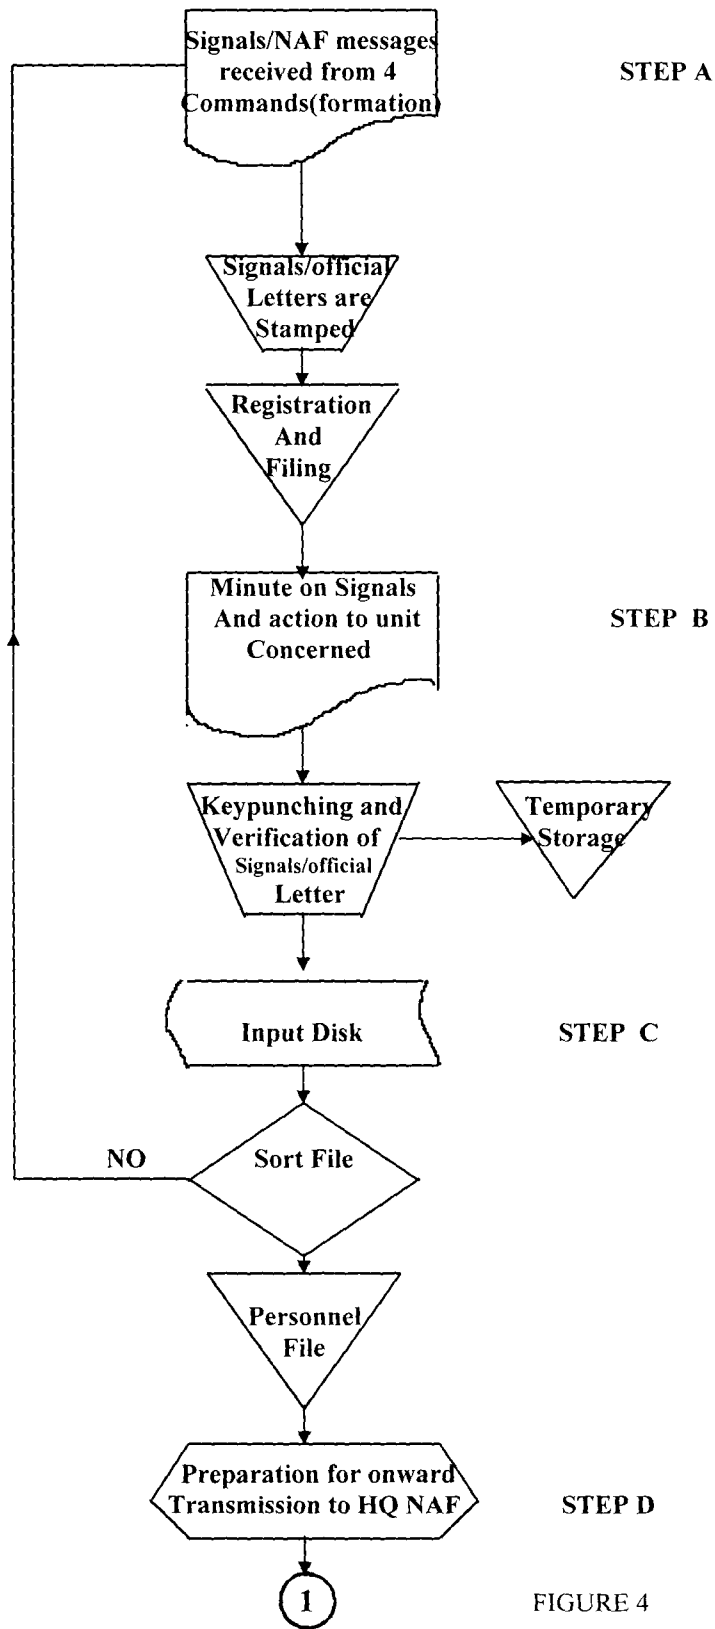 Signals/NAF messages
received from 4
Commands(formation)
STEP A
Signals/official
Letters are
Stamped
Registration
And
Filing
Minute on Signals
And action to unit
Concerned
STEP B
Keypunching and
Verification of
Signals/official
Letter
Temporary
Storage
Input Disk
STEP C
NO
Sort File
Personnel
File
Preparation for onward
Transmission to HQ NAF
STEP D
1
FIGURE 4